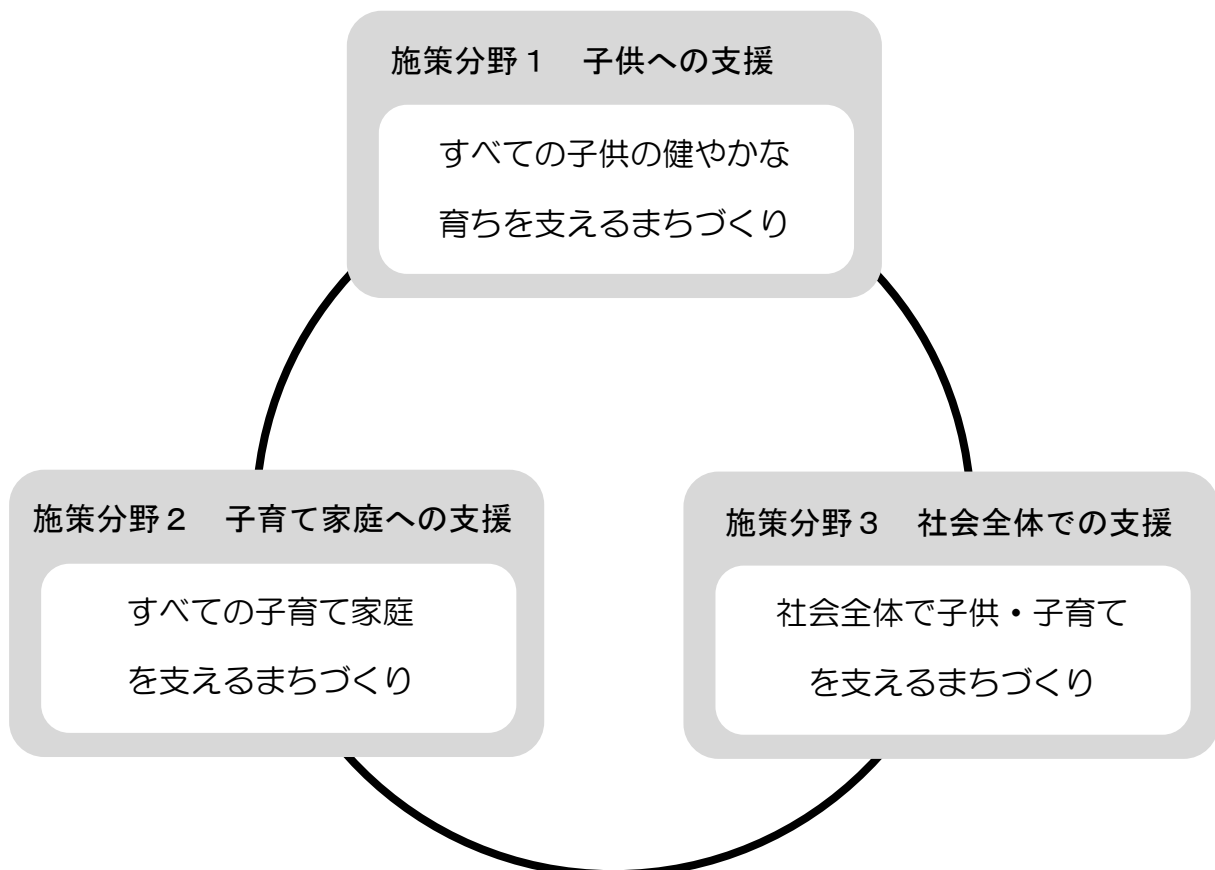 施策分野１　子供への支援
すべての子供の健やかな
育ちを支えるまちづくり
施策分野２　子育て家庭への支援
すべての子育て家庭
を支えるまちづくり
施策分野３　社会全体での支援
社会全体で子供・子育て
を支えるまちづくり